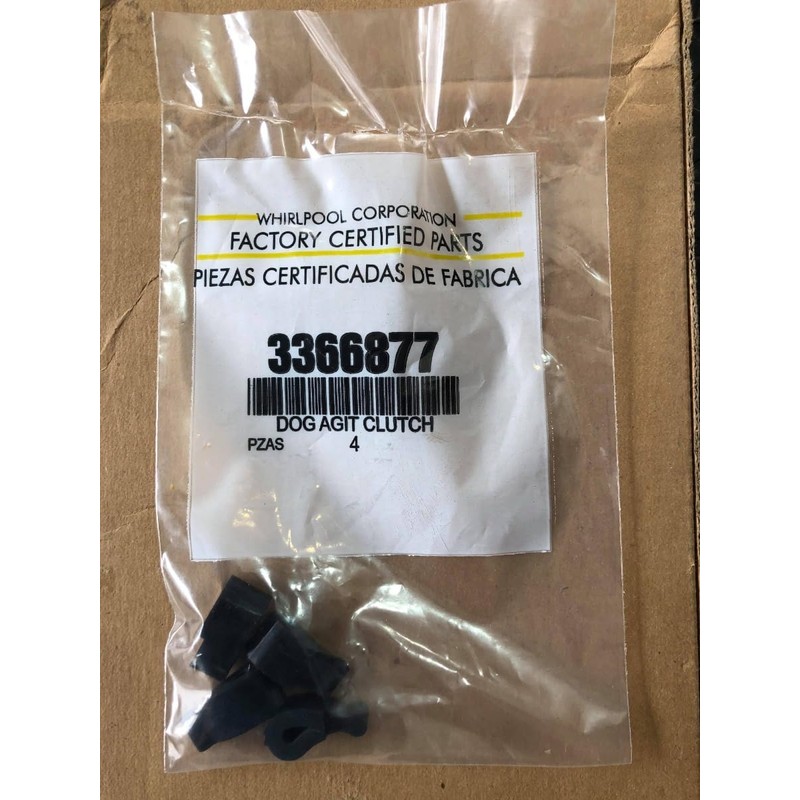 WHIRLPOOL CORPORATION
FACTORY CERTIFIED PARTS
PIEZAS CERTIFICADAS DE FABRICA
3366877
DOG AGIT CLUTCH
PZAS 4